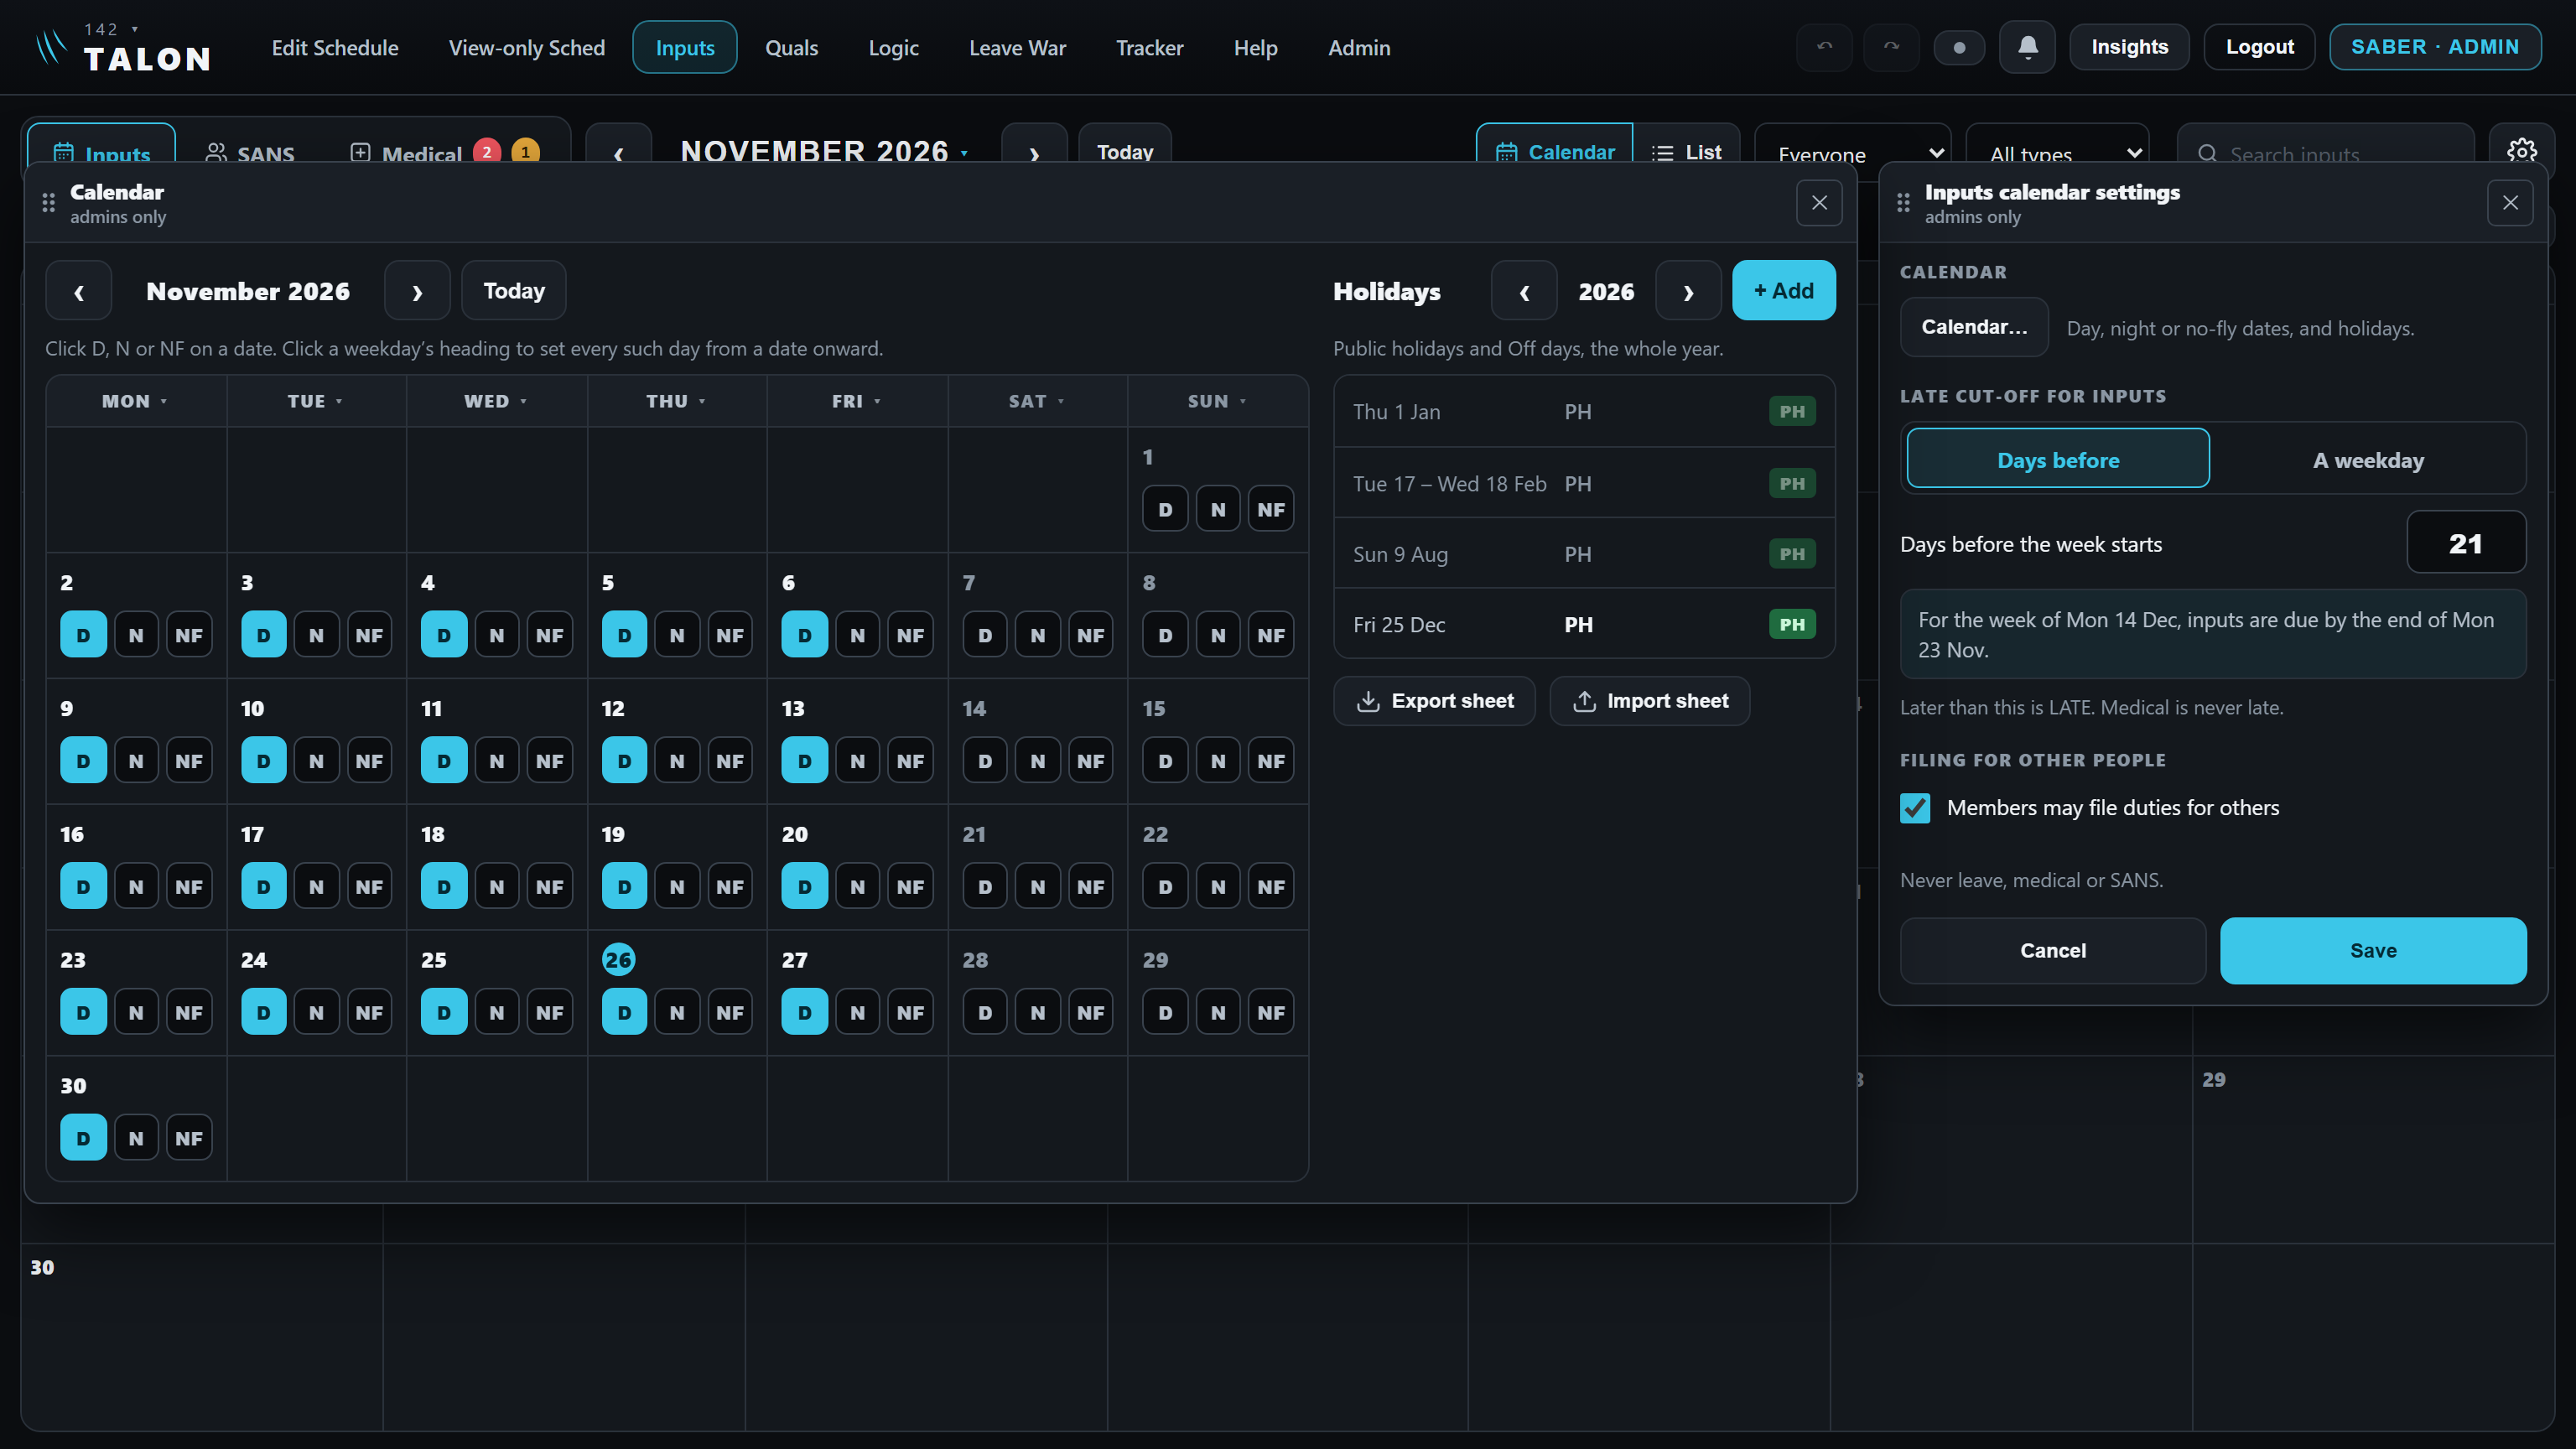 142 ▾
TALON
Edit Schedule View-only Sched Inputs Quals Logic Leave War Tracker Help Admin
Insights Logout SABER · ADMIN
Inputs SANS Medical 2 1 ‹ NOVEMBER 2026 ▾ › Today Calendar List Everyone All types Search inputs
Calendar
admins only
‹ November 2026 › Today
Click D, N or NF on a date. Click a weekday’s heading to set every such day from a date onward.
MON ▾ TUE ▾ WED ▾ THU ▾ FRI ▾ SAT ▾ SUN ▾
1
D N NF
2 3 4 5 6 7 8
D N NF D N NF D N NF D N NF D N NF D N NF D N NF
9 10 11 12 13 14 15
D N NF D N NF D N NF D N NF D N NF D N NF D N NF
16 17 18 19 20 21 22
D N NF D N NF D N NF D N NF D N NF D N NF D N NF
23 24 25 26 27 28 29
D N NF D N NF D N NF D N NF D N NF D N NF D N NF
30
D N NF
Holidays ‹ 2026 › + Add
Public holidays and Off days, the whole year.
Thu 1 Jan PH PH
Tue 17 – Wed 18 Feb PH PH
Sun 9 Aug PH PH
Fri 25 Dec PH PH
Export sheet Import sheet
Inputs calendar settings
admins only
CALENDAR
Calendar... Day, night or no-fly dates, and holidays.
LATE CUT-OFF FOR INPUTS
Days before A weekday
Days before the week starts 21
For the week of Mon 14 Dec, inputs are due by the end of Mon
23 Nov.
Later than this is LATE. Medical is never late.
FILING FOR OTHER PEOPLE
Members may file duties for others
Never leave, medical or SANS.
Cancel Save
29
30